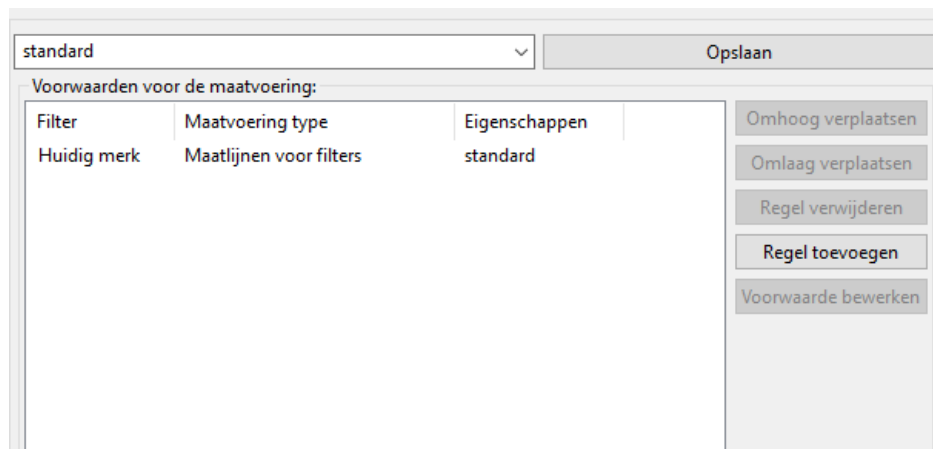 standard
Opslaan
Voorwaarden voor de maatvoering:
Filter Maatvoering type Eigenschappen
Huidig merk Maatlijnen voor filters standard
Omhoog verplaatsen
Omlaag verplaatsen
Regel verwijderen
Regel toevoegen
Voorwaarde bewerken